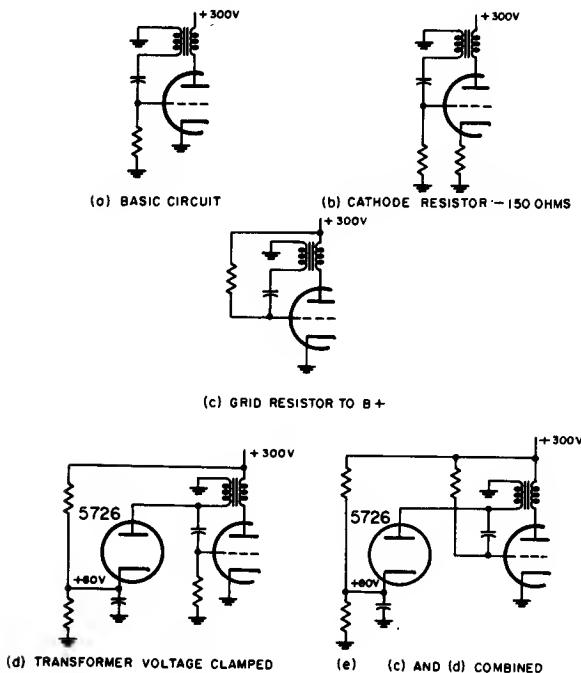 +300V
+300V
(a) BASIC CIRCUIT
(b) CATHODE RESISTOR – 150 OHMS
+300V
(c) GRID RESISTOR TO B+
+300V
+300V
5726
5726
+60V
+60V
(d) TRANSFORMER VOLTAGE CLAMPED
(e) (c) AND (d) COMBINED